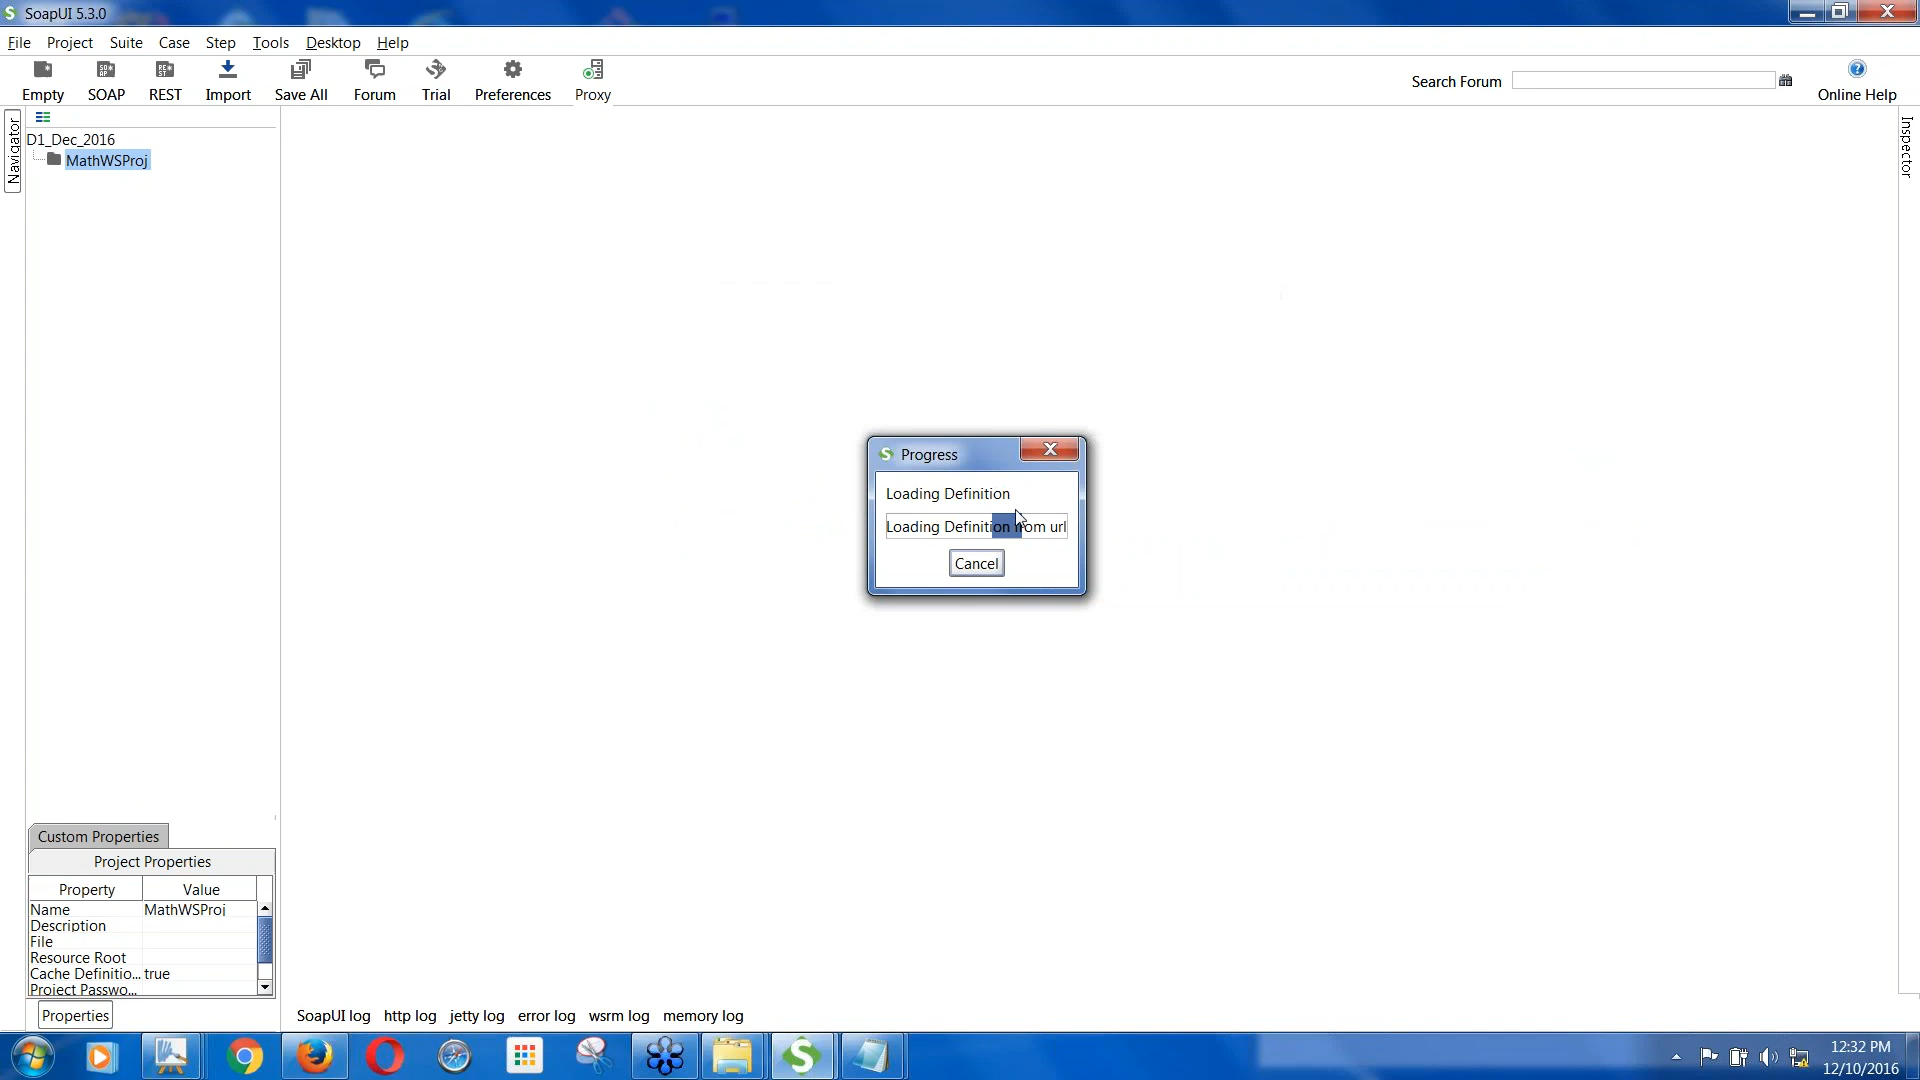 SoapUI 5.3.0
File Project Suite Case Step Tools Desktop Help
Empty SOAP REST Import Save All Forum Trial Preferences Proxy
Search Forum
Online Help
Navigator
D1_Dec_2016
MathWSProj
Inspector
Progress
Loading Definition
Loading Definition from url
Cancel
Custom Properties
Project Properties
Property Value
Name MathWSProj
Description
File
Resource Root
Cache Definitio... true
Project Passwo...
Properties
SoapUI log http log jetty log error log wsrm log memory log
12:32 PM
12/10/2016